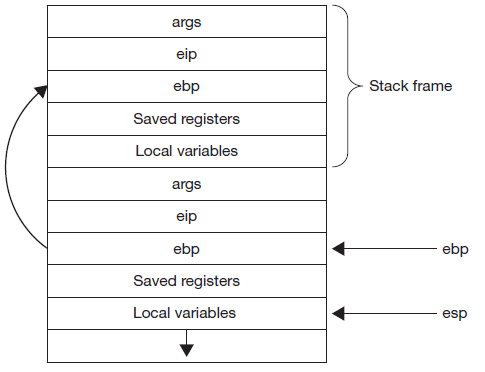 args
eip
ebp
Saved registers
Local variables
Stack frame
args
eip
ebp
ebp
Saved registers
Local variables
esp